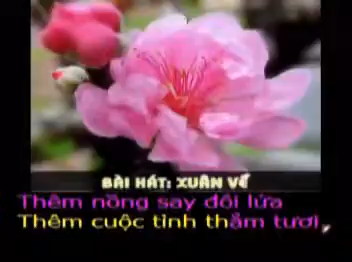 BÀI HÁT: XUÂN VỀ
Thêm nồng say đôi lứa
Thêm cuộc tình thắm tươi,